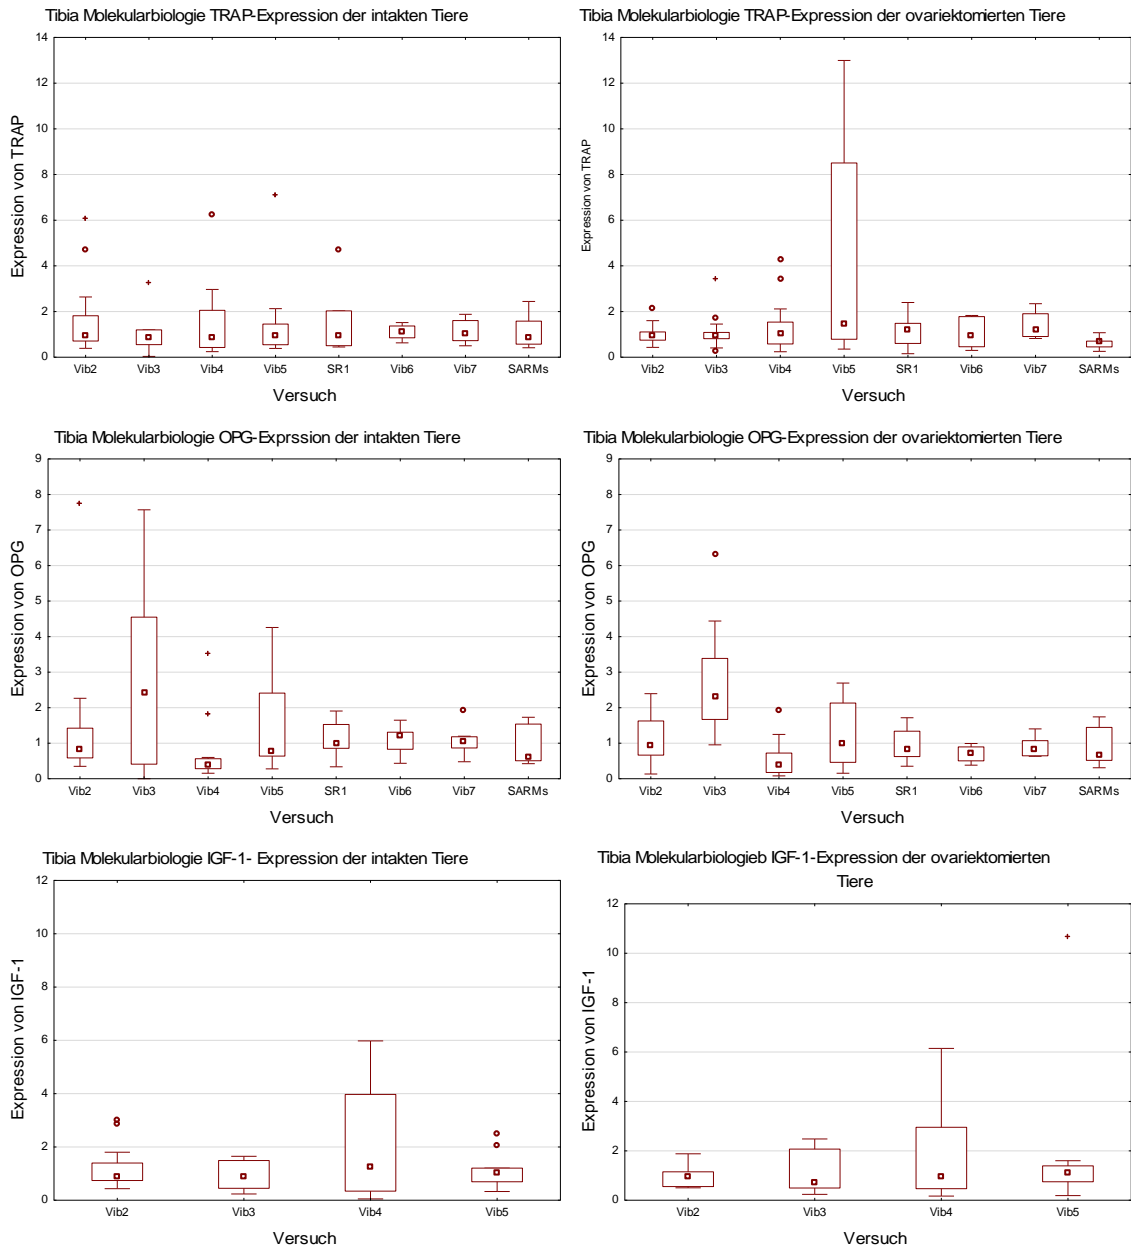 Tibia Molekularbiologie TRAP-Expression der intakten Tiere
14
12
10
8
6
4
2
0
Expression von TRAP
Vib2 Vib3 Vib4 Vib5 SR1 Vib6 Vib7 SARMs
Versuch
Tibia Molekularbiologie TRAP-Expression der ovariektomierten Tiere
14
12
10
8
6
4
2
0
Expression von TRAP
Vib2 Vib3 Vib4 Vib5 SR1 Vib6 Vib7 SARMs
Versuch
Tibia Molekularbiologie OPG-Exprssion der intakten Tiere
9
8
7
6
5
4
3
2
1
0
Expression von OPG
Vib2 Vib3 Vib4 Vib5 SR1 Vib6 Vib7 SARMs
Versuch
Tibia Molekularbiologie OPG-Expression der ovariektomierten Tiere
9
8
7
6
5
4
3
2
1
0
Expression von OPG
Vib2 Vib3 Vib4 Vib5 SR1 Vib6 Vib7 SARMs
Versuch
Tibia Molekularbiologie IGF-1- Expression der intakten Tiere
12
10
8
6
4
2
0
Expression von IGF-1
Vib2 Vib3 Vib4 Vib5
Versuch
Tibia Molekularbiologieb IGF-1-Expression der ovariektomierten
Tiere
12
10
8
6
4
2
0
Expression von IGF-1
Vib2 Vib3 Vib4 Vib5
Versuch